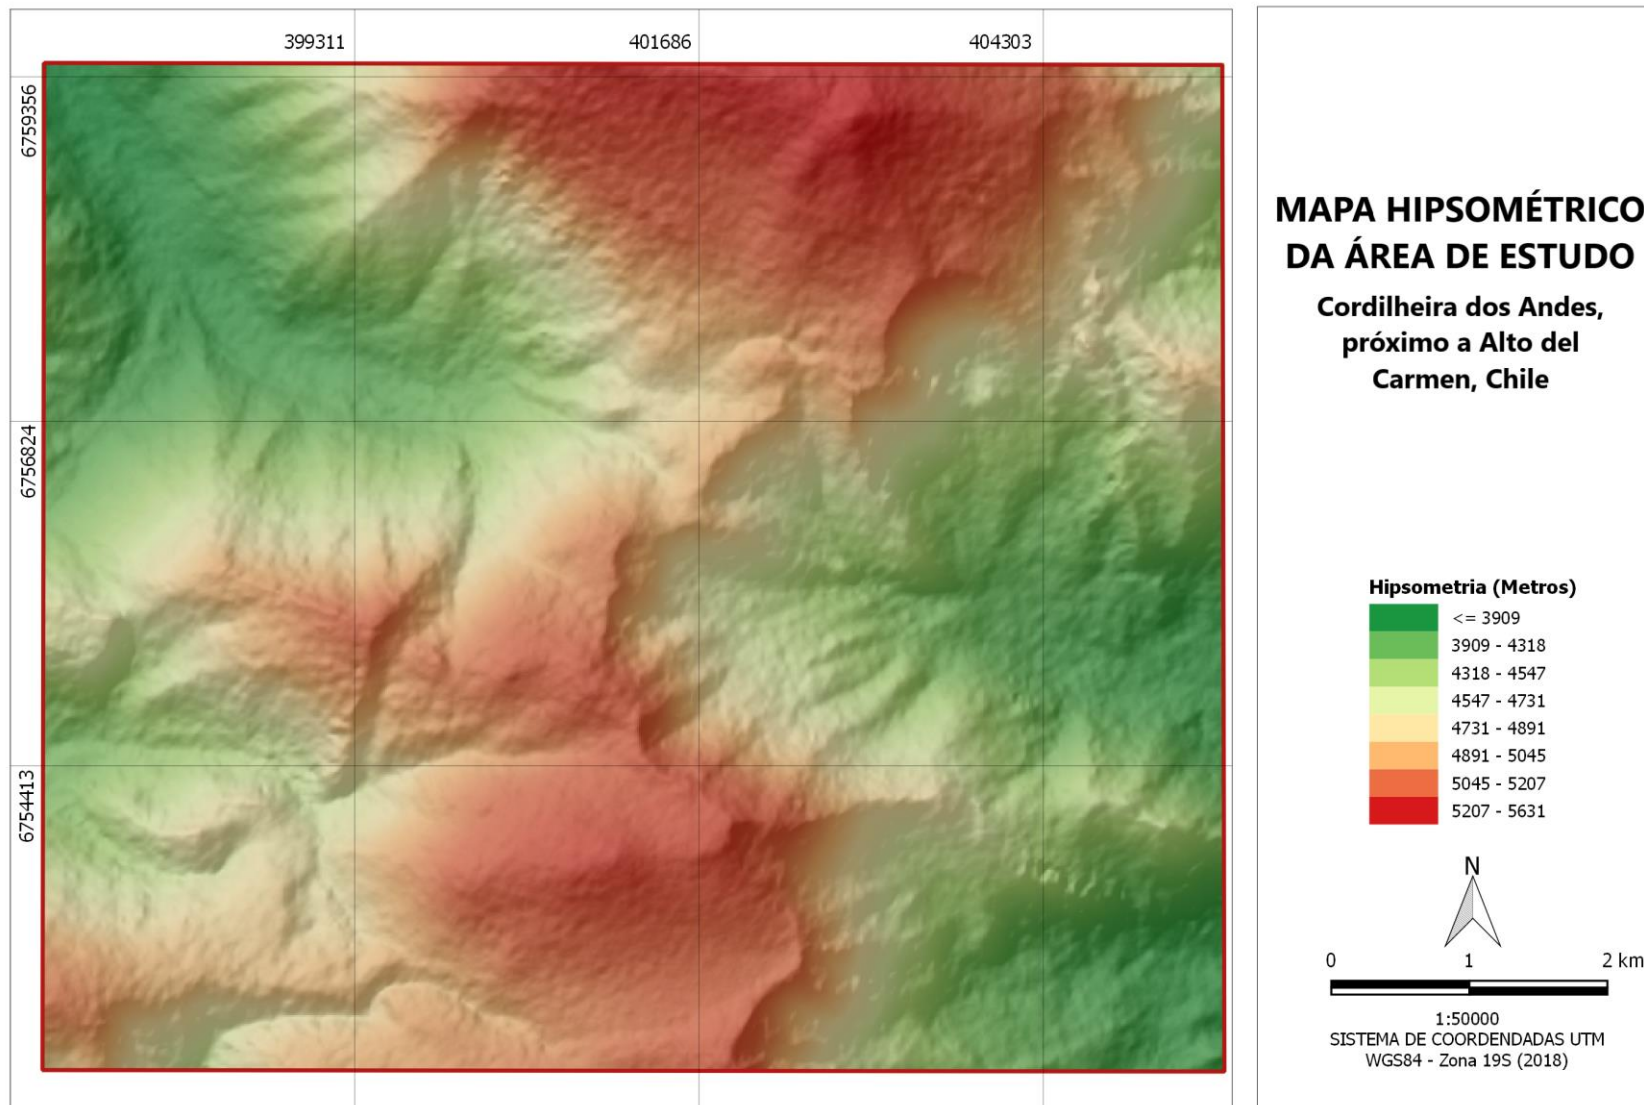 399311
401686
404303
6759356
6756824
6754413
MAPA HIPSOMÉTRICO
DA ÁREA DE ESTUDO
Cordilheira dos Andes,
próximo a Alto del
Carmen, Chile
Hipsometria (Metros)
<= 3909
3909 - 4318
4318 - 4547
4547 - 4731
4731 - 4891
4891 - 5045
5045 - 5207
5207 - 5631
N
0 1 2 km
1:50000
SISTEMA DE COORDENDADAS UTM
WGS84 - Zona 19S (2018)